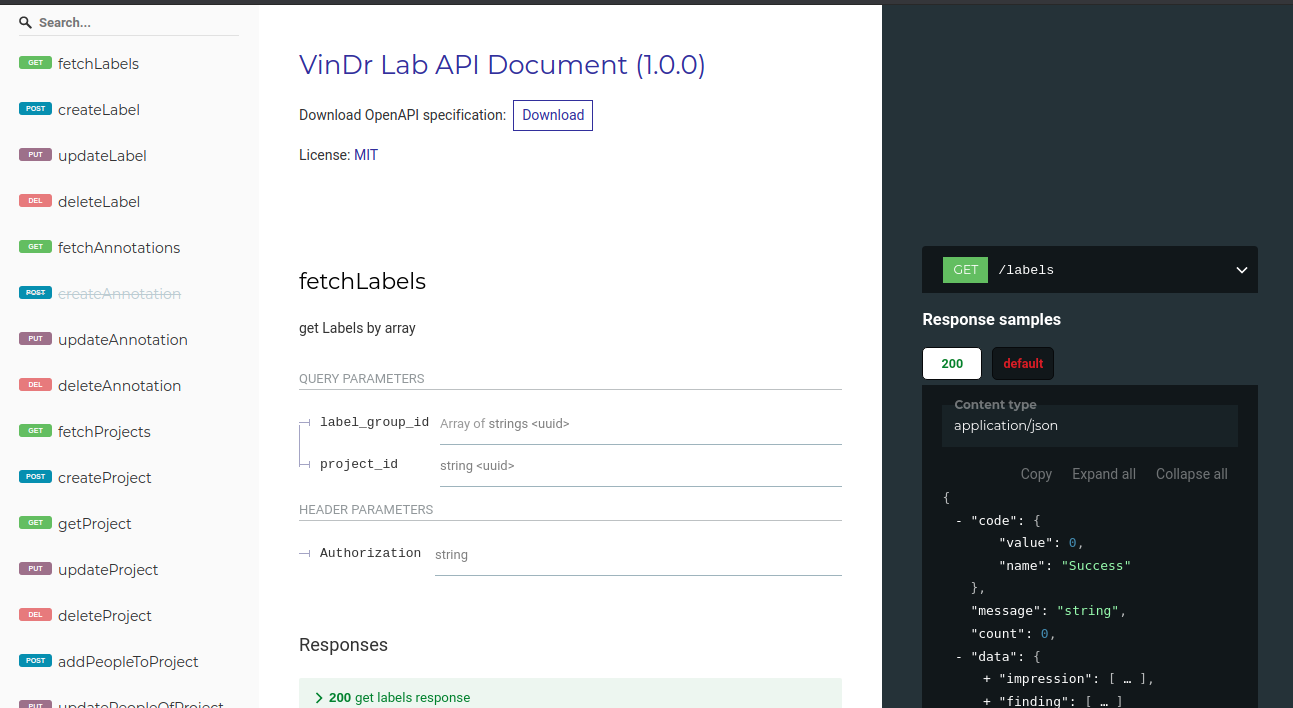 Search...
GET fetchLabels
POST createLabel
PUT updateLabel
DEL deleteLabel
GET fetchAnnotations
POST createAnnotation
PUT updateAnnotation
DEL deleteAnnotation
GET fetchProjects
POST createProject
GET getProject
PUT updateProject
DEL deleteProject
POST addPeopleToProject
PUT updatePeopleOfProject
VinDr Lab API Document (1.0.0)
Download OpenAPI specification: Download
License: MIT
fetchLabels
get Labels by array
QUERY PARAMETERS
label_group_id Array of strings <uuid>
project_id string <uuid>
HEADER PARAMETERS
Authorization string
Responses
200 get labels response
GET /labels
Response samples
200 default
Content type
application/json
Copy Expand all Collapse all
{
- "code": {
"value": 0,
"name": "Success"
},
"message": "string",
"count": 0,
- "data": {
+ "impression": [ … ],
+ "finding": [ … ]